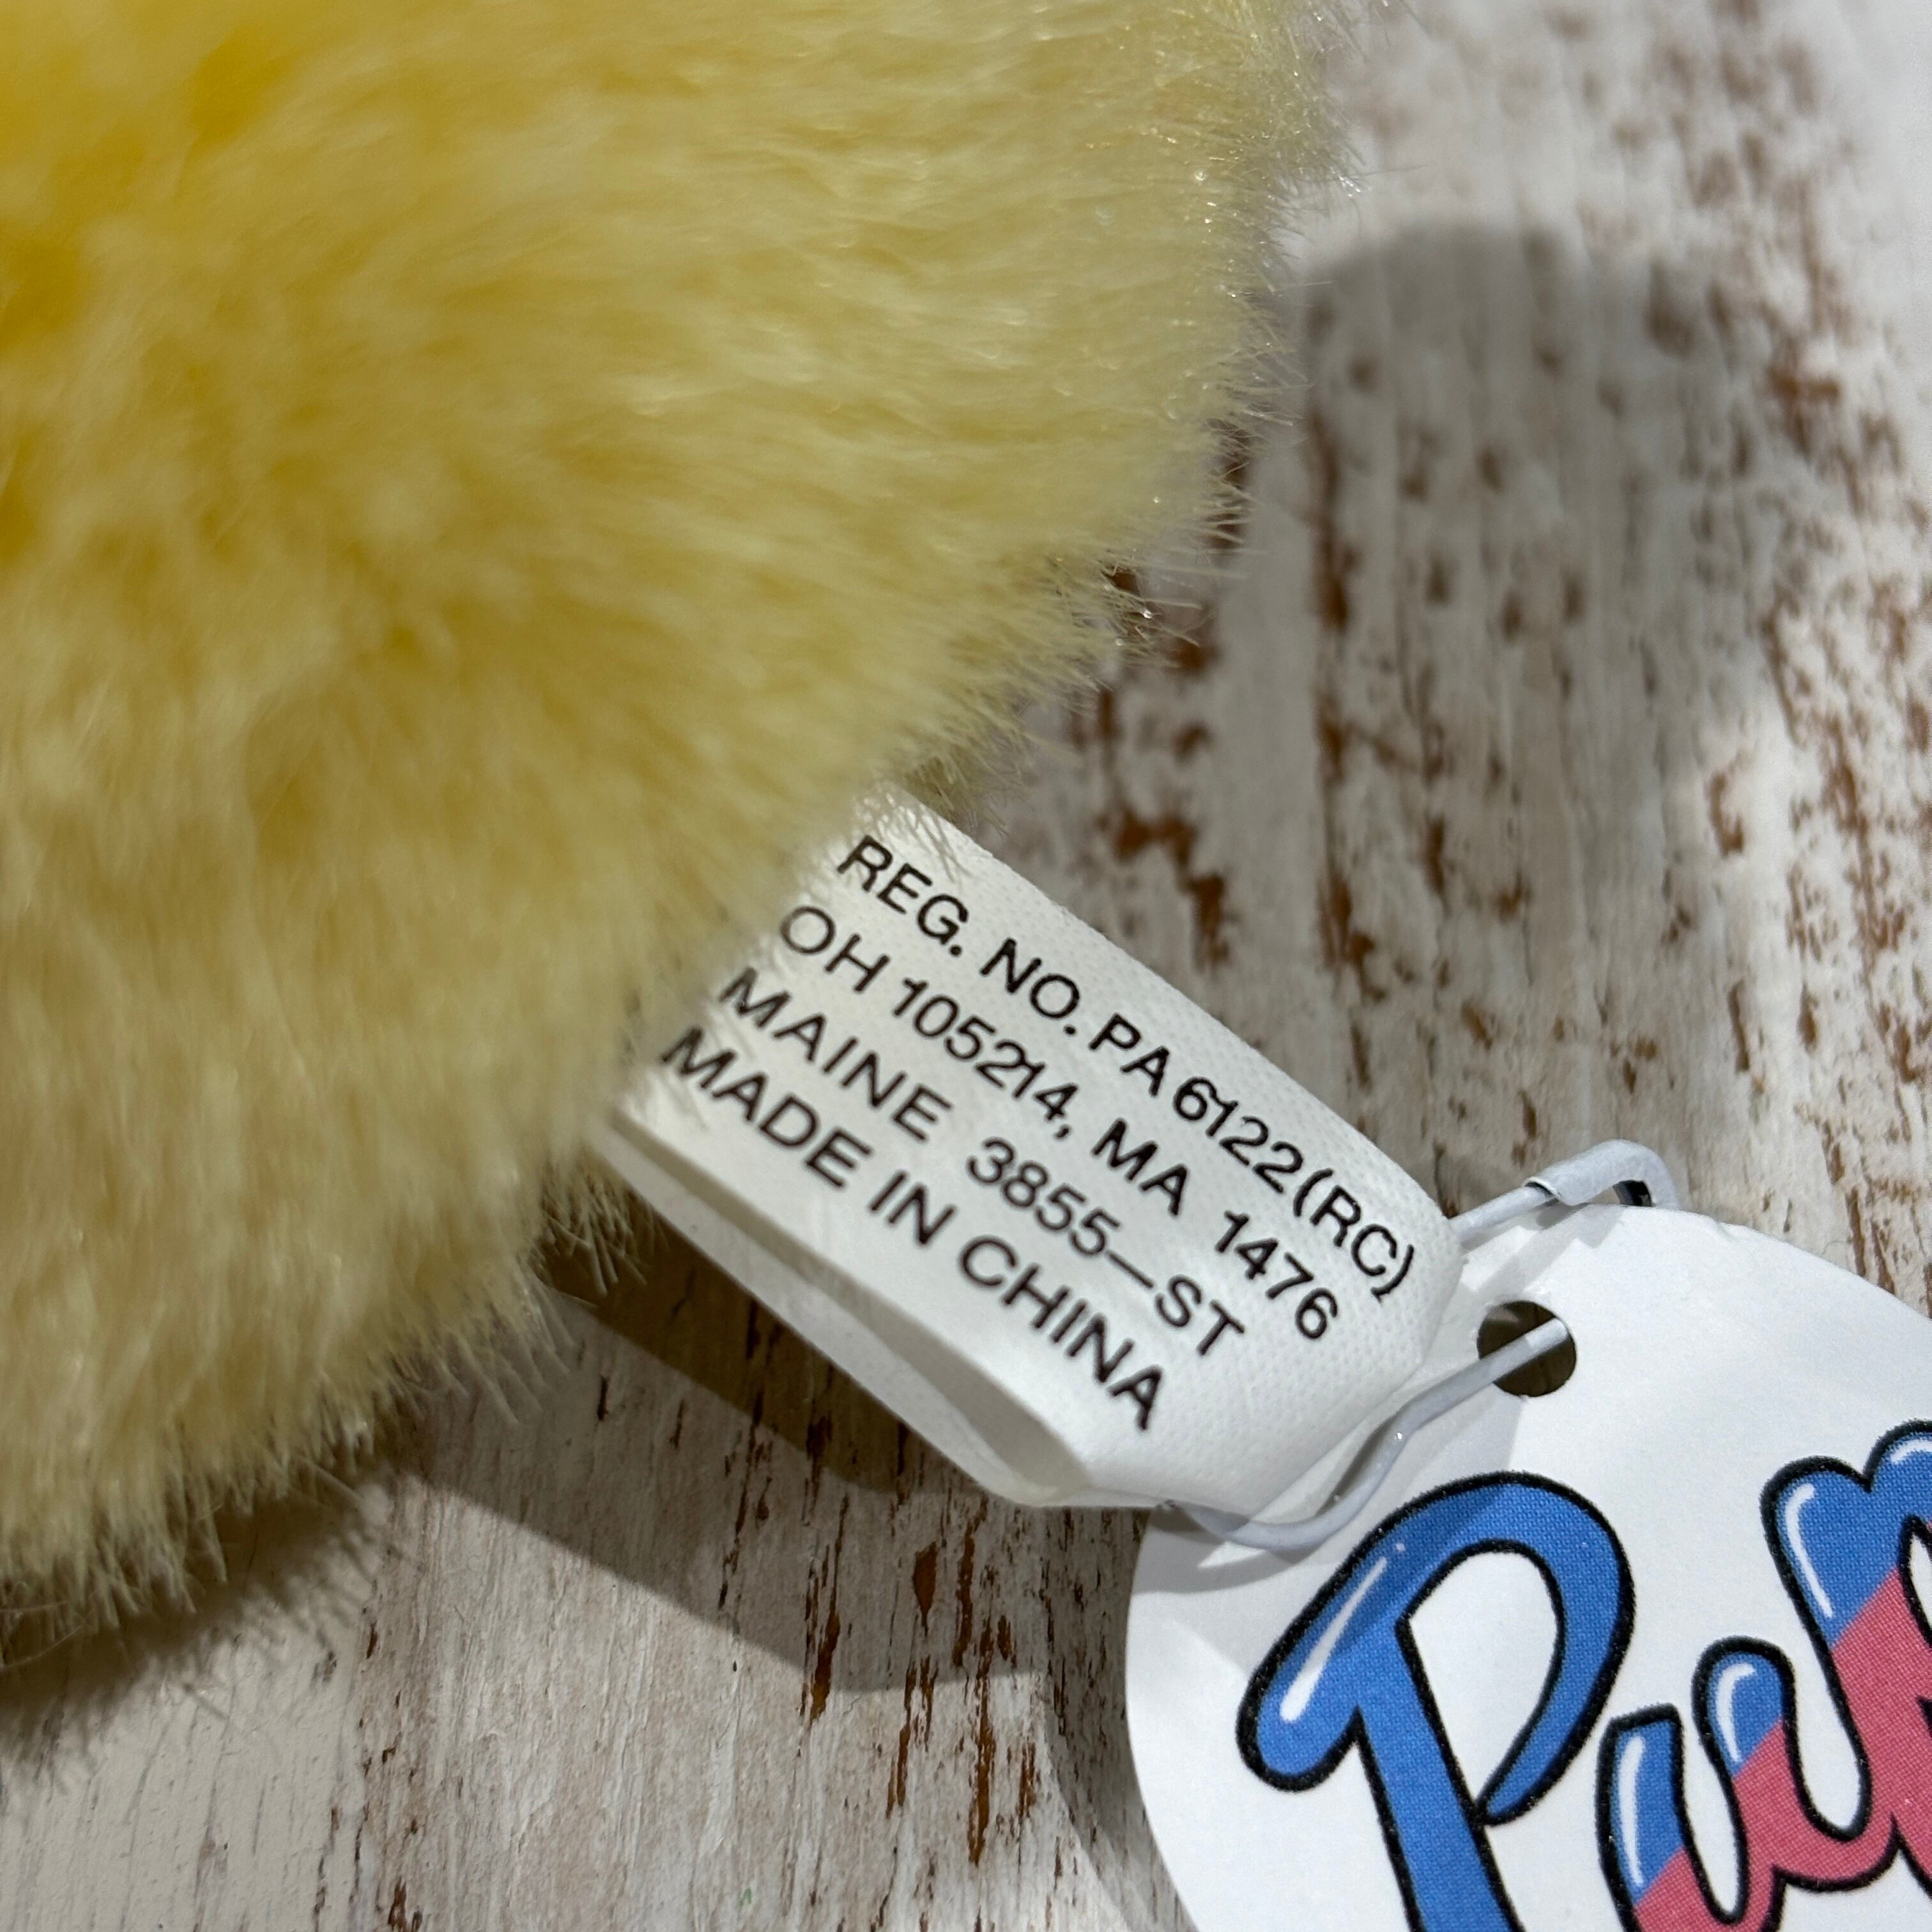 REG. NO. PA 6122(RC)
OH 105214, MA 1476
MAINE 3855—ST
MADE IN CHINA